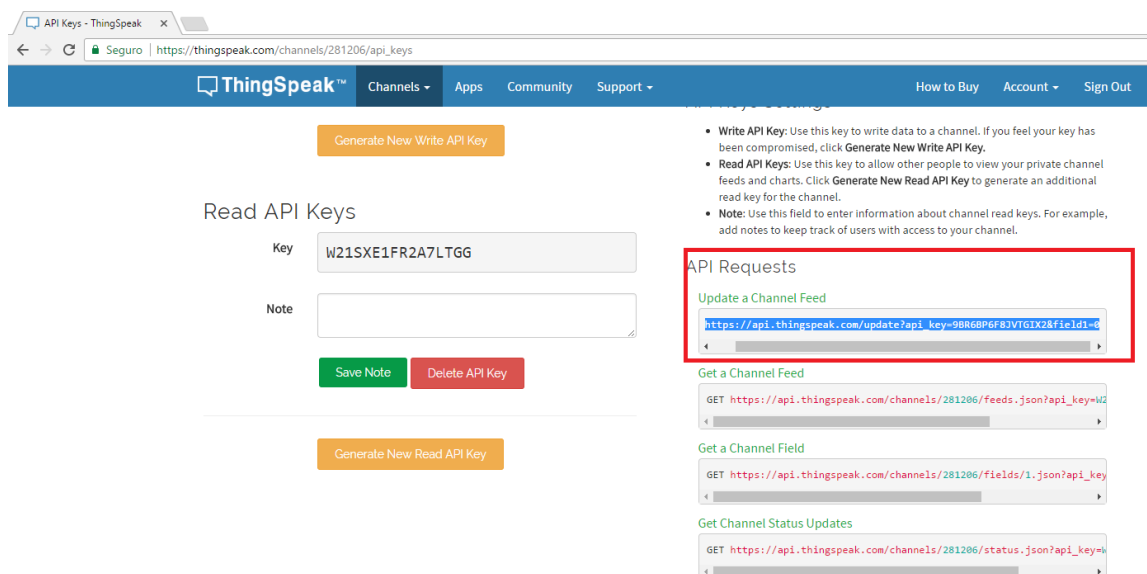 API Keys - ThingSpeak
Seguro | https://thingspeak.com/channels/281206/api_keys
ThingSpeak™ Channels Apps Community Support How to Buy Account Sign Out
API Keys Settings
Generate New Write API Key
Write API Key: Use this key to write data to a channel. If you feel your key has
been compromised, click Generate New Write API Key.
Read API Keys: Use this key to allow other people to view your private channel
feeds and charts. Click Generate New Read API Key to generate an additional
read key for the channel.
Note: Use this field to enter information about channel read keys. For example,
add notes to keep track of users with access to your channel.
Read API Keys
Key
W21SXE1FR2A7LTGG
Note
Save Note
Delete API Key
Generate New Read API Key
API Requests
Update a Channel Feed
https://api.thingspeak.com/update?api_key=9BR6BP6F8JVTGIX2&field1=0
Get a Channel Feed
GET https://api.thingspeak.com/channels/281206/feeds.json?api_key=W2
Get a Channel Field
GET https://api.thingspeak.com/channels/281206/fields/1.json?api_key
Get Channel Status Updates
GET https://api.thingspeak.com/channels/281206/status.json?api_key=W